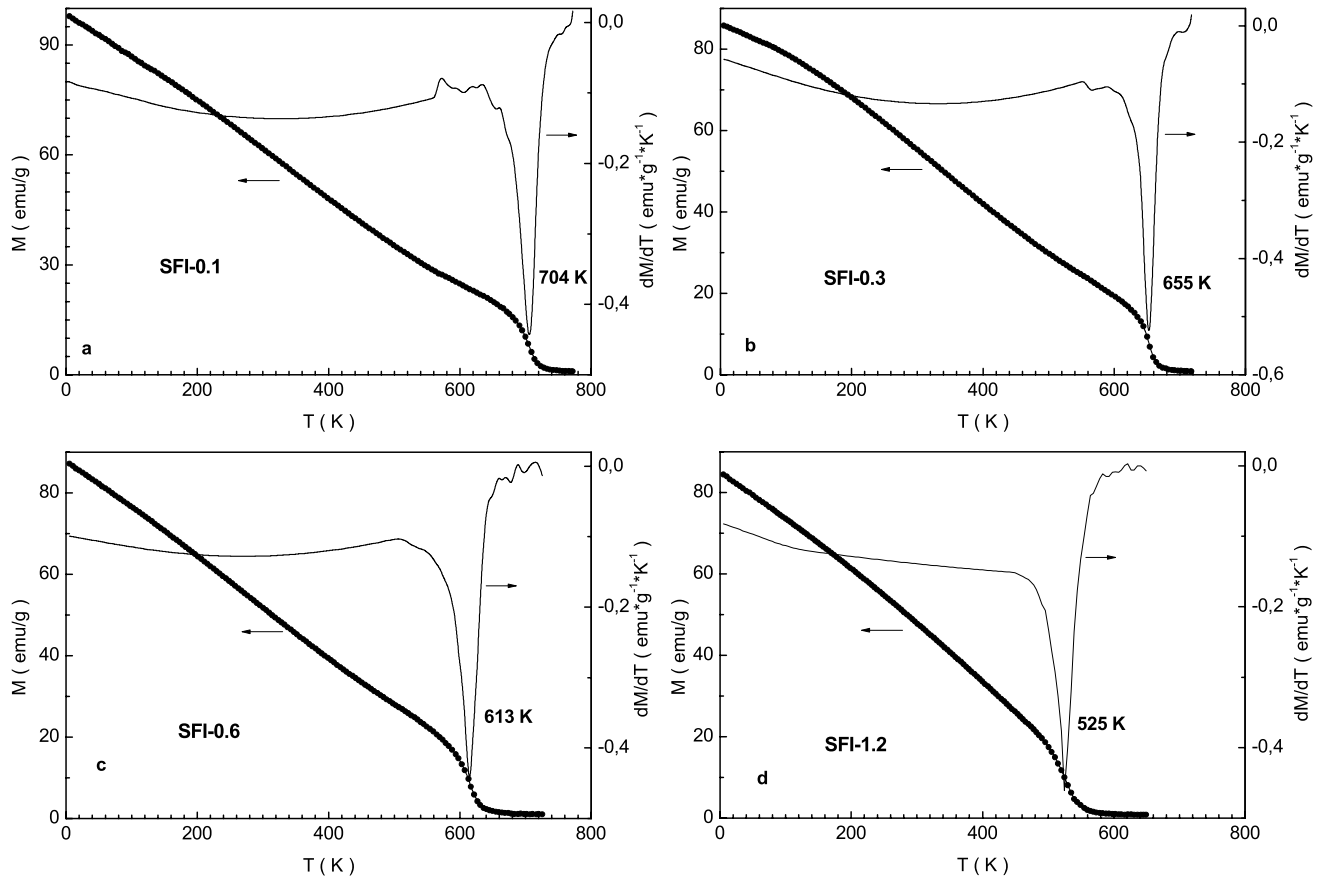 90
60
30
0
M ( emu/g )
0 200 400 600 800
T ( K )
0,0
-0,2
-0,4
dM/dT ( emu*g⁻¹*K⁻¹ )
SFI-0.1
704 K
a
80
60
40
20
0
M ( emu/g )
0 200 400 600 800
T ( K )
0,0
-0,2
-0,4
-0,6
dM/dT ( emu*g⁻¹*K⁻¹ )
SFI-0.3
655 K
b
80
60
40
20
0
M ( emu/g )
0 200 400 600 800
T ( K )
0,0
-0,2
-0,4
dM/dT ( emu*g⁻¹*K⁻¹ )
613 K
SFI-0.6
c
80
60
40
20
0
M ( emu/g )
0 200 400 600 800
T ( K )
0,0
-0,2
-0,4
dM/dT ( emu*g⁻¹*K⁻¹ )
525 K
SFI-1.2
d